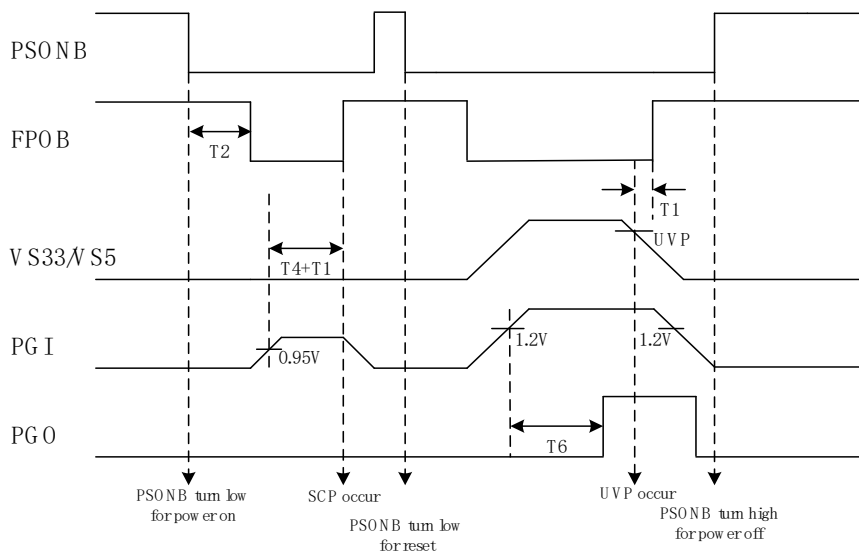 PSONB
FPOB
T2
T1
VS33/VS5
T4+T1
UVP
PGI
0.95V
1.2V
1.2V
PGO
T6
PSONB turn low
for power on
SCP occur
PSONB turn low
for reset
UVP occur
PSONB turn high
for power off